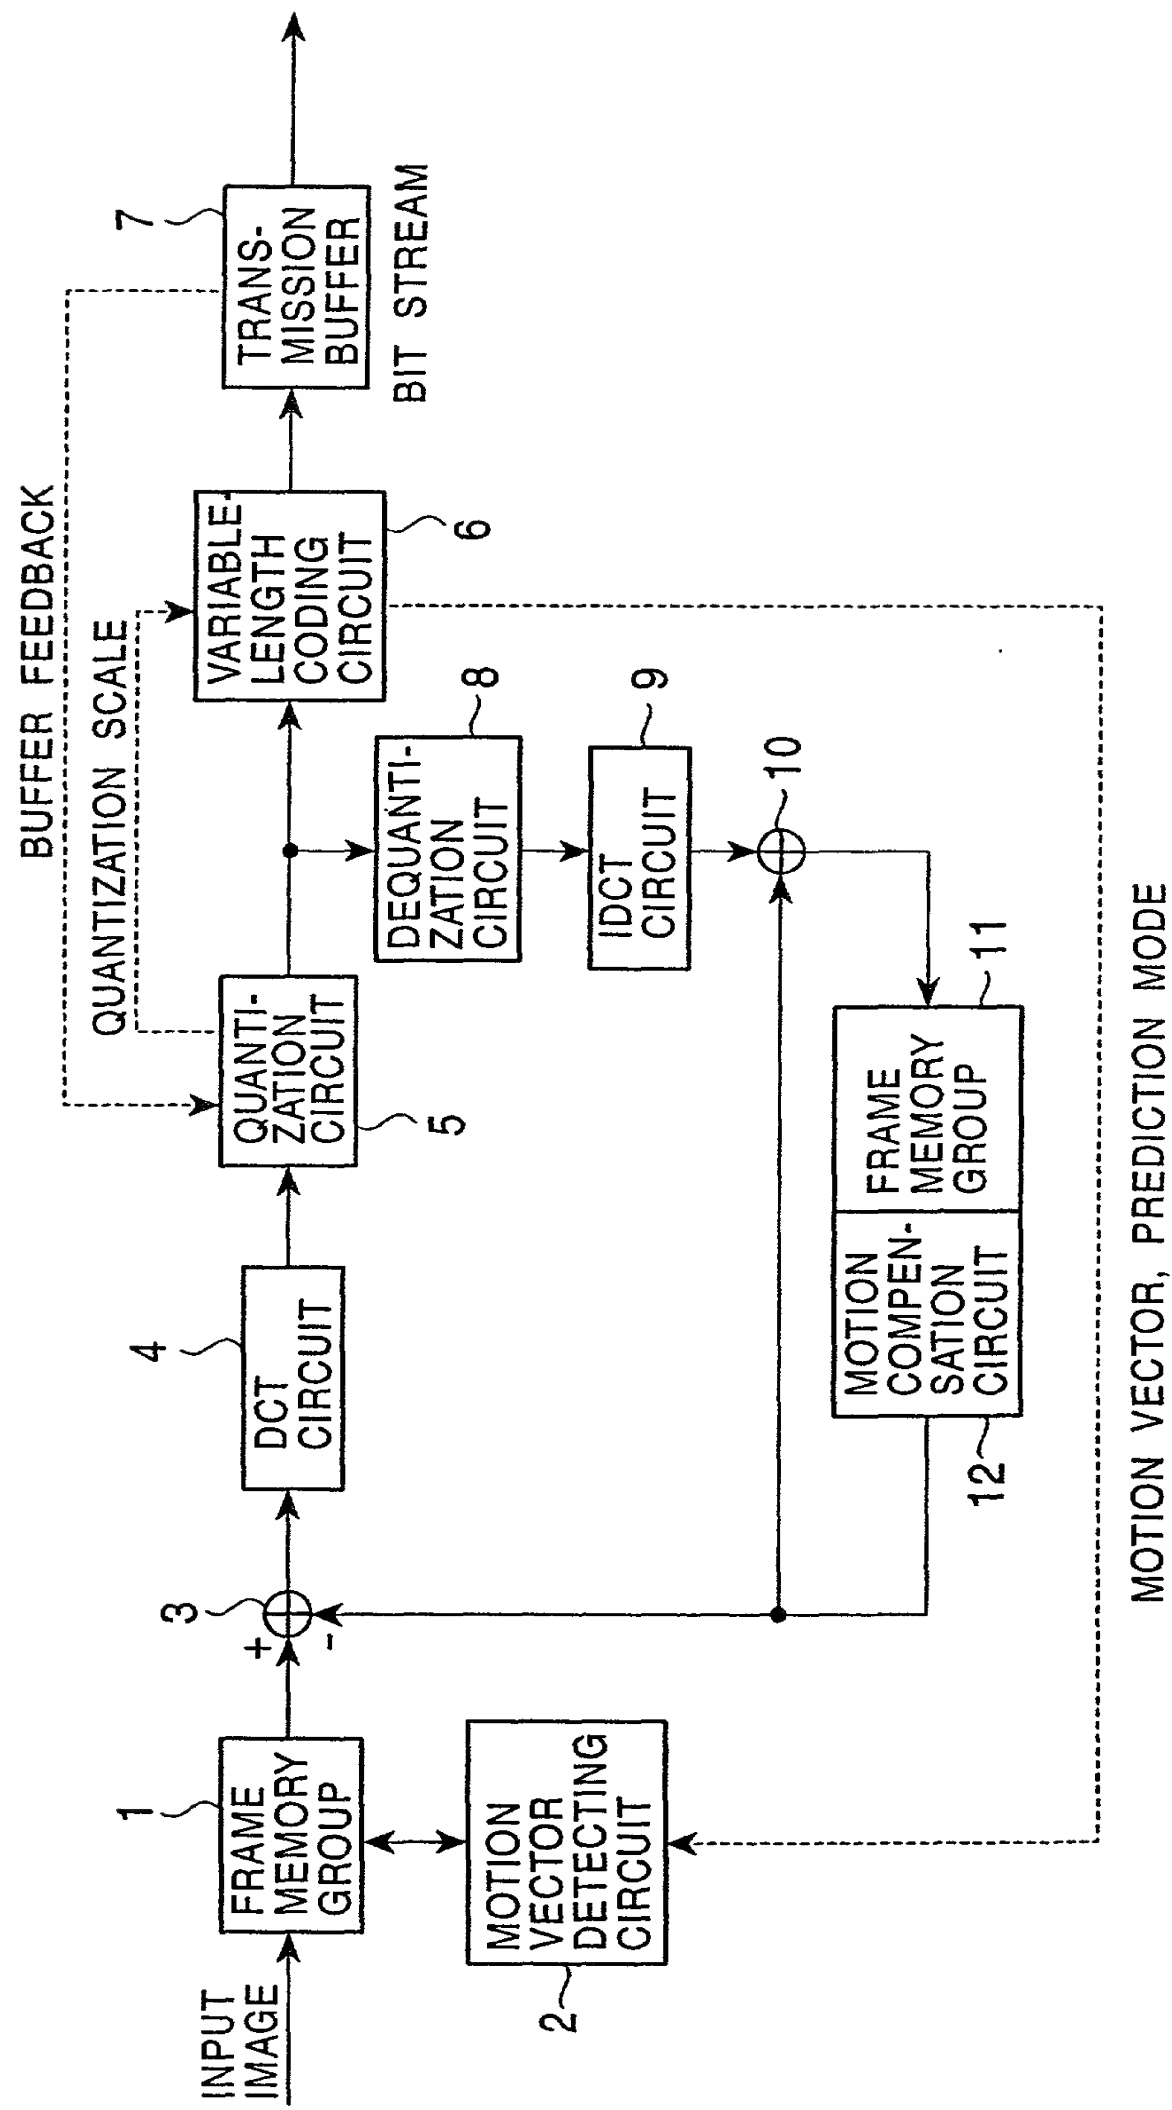 BUFFER FEEDBACK
QUANTIZATION SCALE
INPUT
IMAGE
1
FRAME
MEMORY
GROUP
+
-
3
4
DCT
CIRCUIT
QUANTI-
ZATION
CIRCUIT
5
VARIABLE-
LENGTH
CODING
CIRCUIT
6
7
TRANS-
MISSION
BUFFER
BIT STREAM
MOTION
VECTOR
DETECTING
CIRCUIT
2
DEQUANTI-
ZATION
CIRCUIT
8
IDCT
CIRCUIT
9
10
MOTION
COMPEN-
SATION
CIRCUIT
12
FRAME
MEMORY
GROUP
11
MOTION VECTOR, PREDICTION MODE